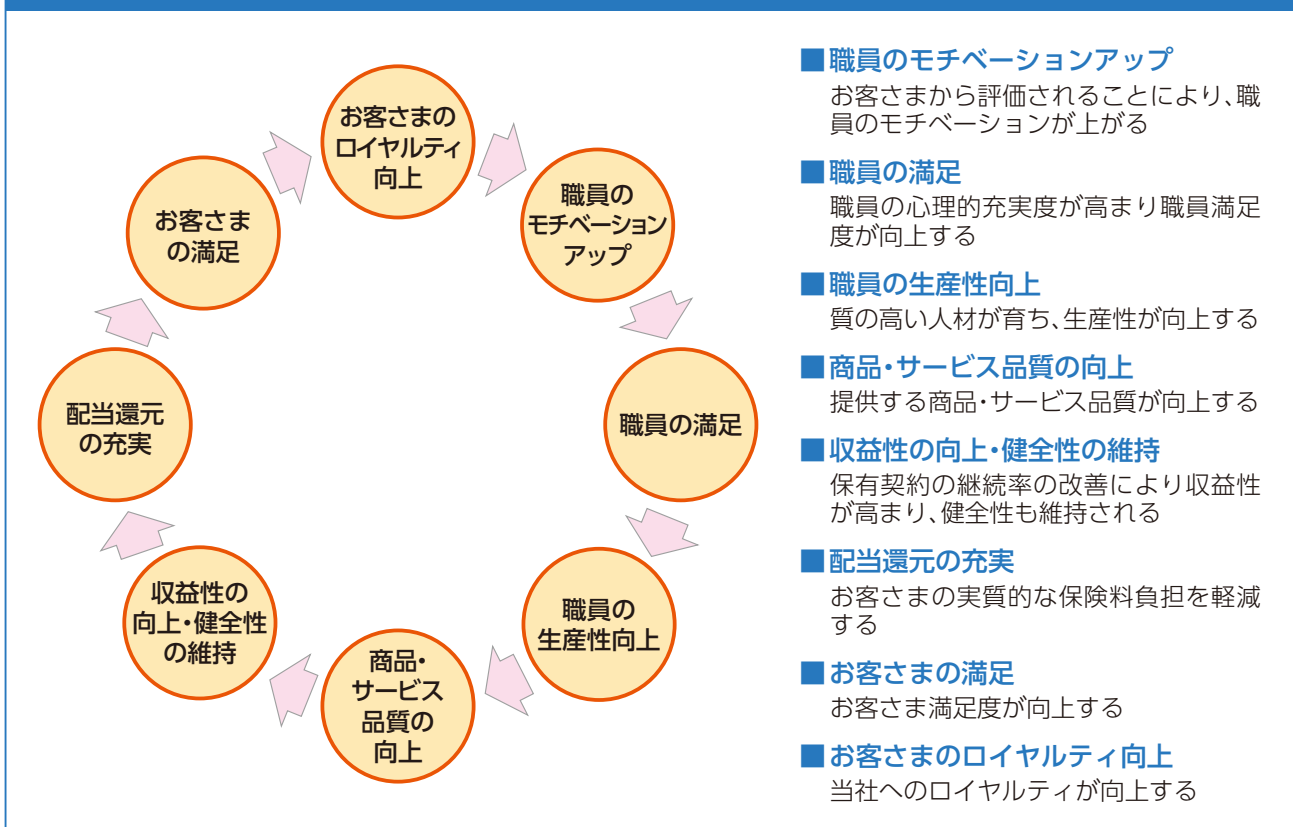 お客さまの
ロイヤルティ
向上
職員の
モチベーション
アップ
職員の満足
職員の
生産性向上
商品・
サービス
品質の
向上
収益性の
向上・健全性
の維持
配当還元
の充実
お客さま
の満足
■職員のモチベーションアップ
お客さまから評価されることにより、職
員のモチベーションが上がる
■職員の満足
職員の心理的充実度が高まり職員満足
度が向上する
■職員の生産性向上
質の高い人材が育ち、生産性が向上する
■商品・サービス品質の向上
提供する商品・サービス品質が向上する
■収益性の向上・健全性の維持
保有契約の継続率の改善により収益性
が高まり、健全性も維持される
■配当還元の充実
お客さまの実質的な保険料負担を軽減
する
■お客さまの満足
お客さま満足度が向上する
■お客さまのロイヤルティ向上
当社へのロイヤルティが向上する